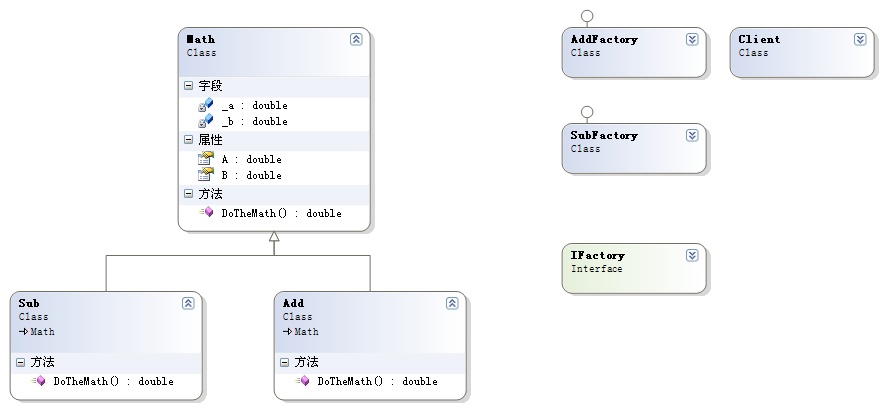 Math
Class
字段
_a : double
_b : double
属性
A : double
B : double
方法
DoTheMath() : double
Sub
Class
Math
方法
DoTheMath() : double
Add
Class
Math
方法
DoTheMath() : double
AddFactory
Class
Client
Class
SubFactory
Class
IFactory
Interface